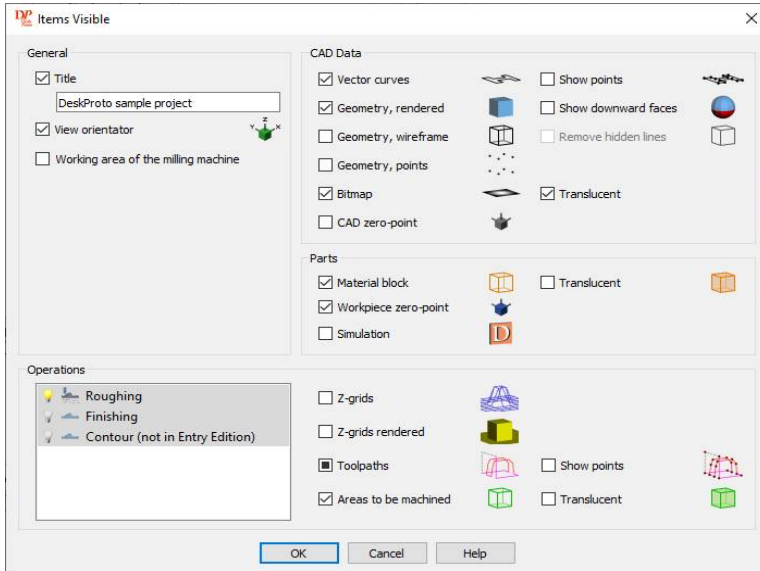 Items Visible
General
Title
DeskProto sample project
View orientator
Z
Y X
Working area of the milling machine
CAD Data
Vector curves
Show points
Geometry, rendered
Show downward faces
Geometry, wireframe
Remove hidden lines
Geometry, points
Bitmap
Translucent
CAD zero-point
Parts
Material block
Translucent
Workpiece zero-point
Simulation
D
Operations
Roughing
Finishing
Contour (not in Entry Edition)
Z-grids
Z-grids rendered
Toolpaths
Show points
Areas to be machined
Translucent
OK
Cancel
Help